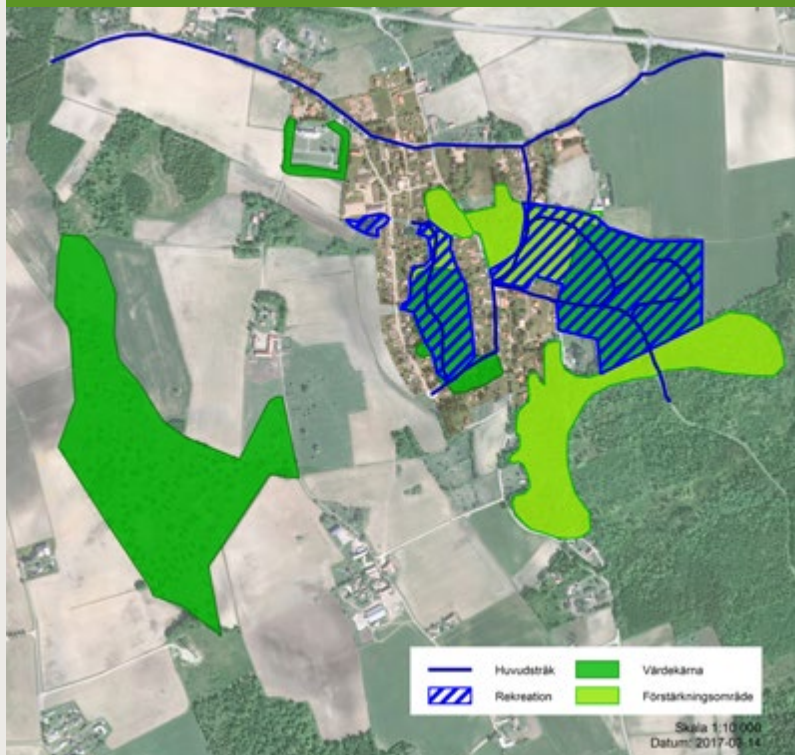 Huvudstråk
Värdekärna
Rekreation
Förstärkningsområde
Skala 1:10 000
Datum: 2017-03-14